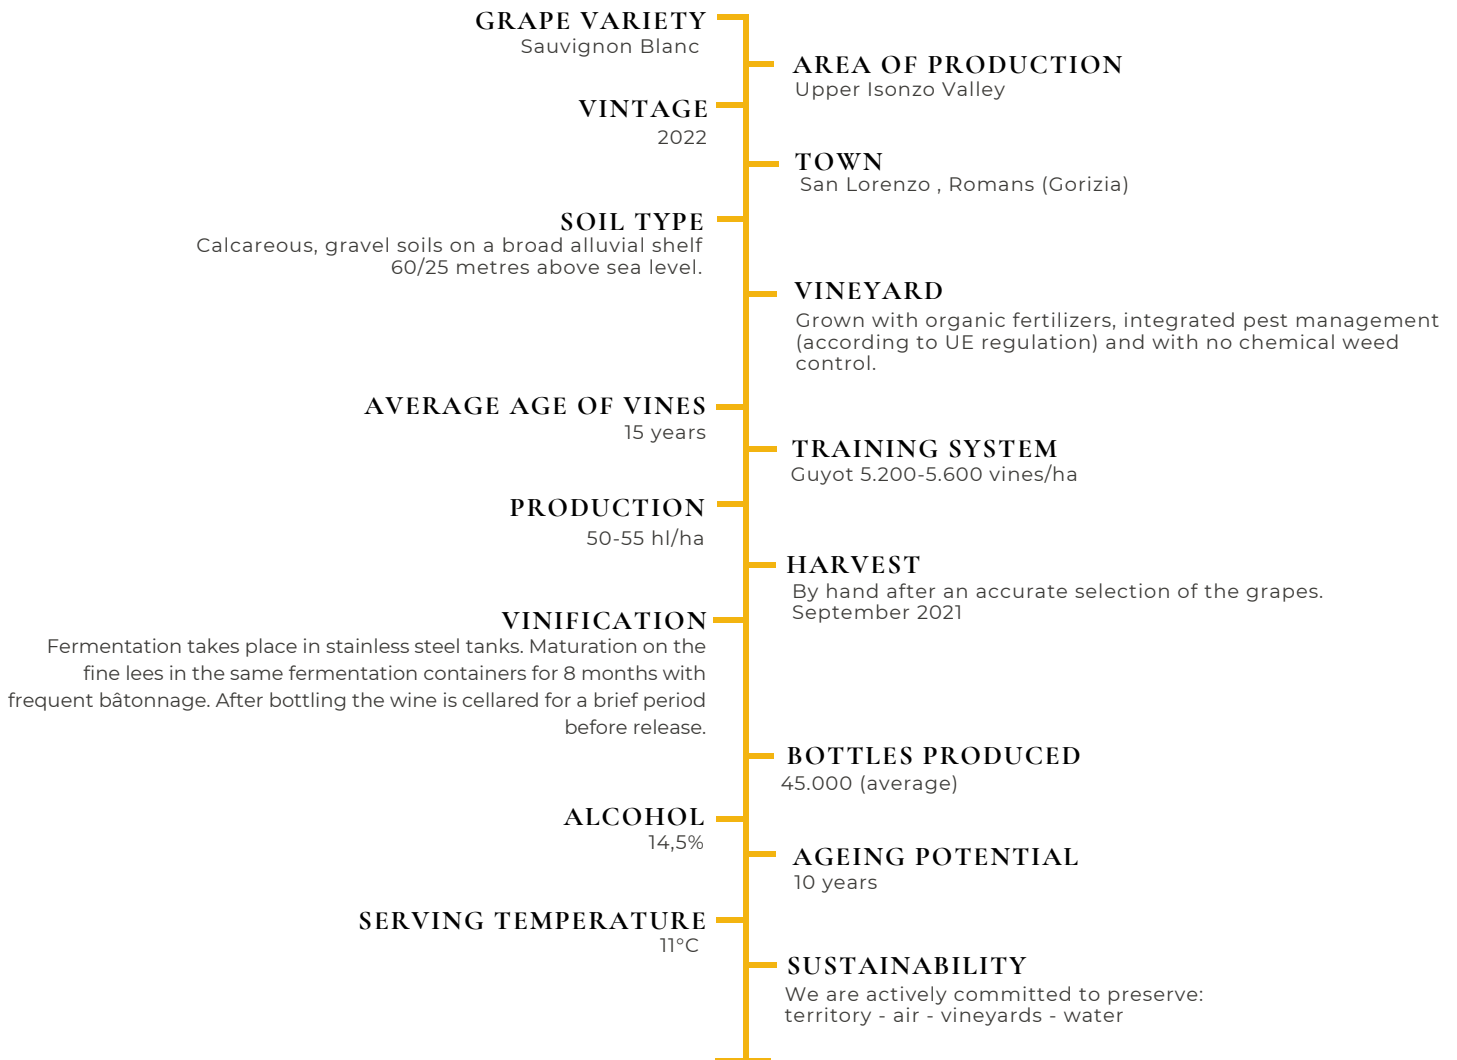 GRAPE VARIETY
Sauvignon Blanc
AREA OF PRODUCTION
Upper Isonzo Valley
VINTAGE
2022
TOWN
San Lorenzo , Romans (Gorizia)
SOIL TYPE
Calcareous, gravel soils on a broad alluvial shelf
60/25 metres above sea level.
VINEYARD
Grown with organic fertilizers, integrated pest management
(according to UE regulation) and with no chemical weed
control.
AVERAGE AGE OF VINES
15 years
TRAINING SYSTEM
Guyot 5.200-5.600 vines/ha
PRODUCTION
50-55 hl/ha
HARVEST
By hand after an accurate selection of the grapes.
September 2021
VINIFICATION
Fermentation takes place in stainless steel tanks. Maturation on the
fine lees in the same fermentation containers for 8 months with
frequent bâtonnage. After bottling the wine is cellared for a brief period
before release.
BOTTLES PRODUCED
45.000 (average)
ALCOHOL
14,5%
AGEING POTENTIAL
10 years
SERVING TEMPERATURE
11°C
SUSTAINABILITY
We are actively committed to preserve:
territory - air - vineyards - water